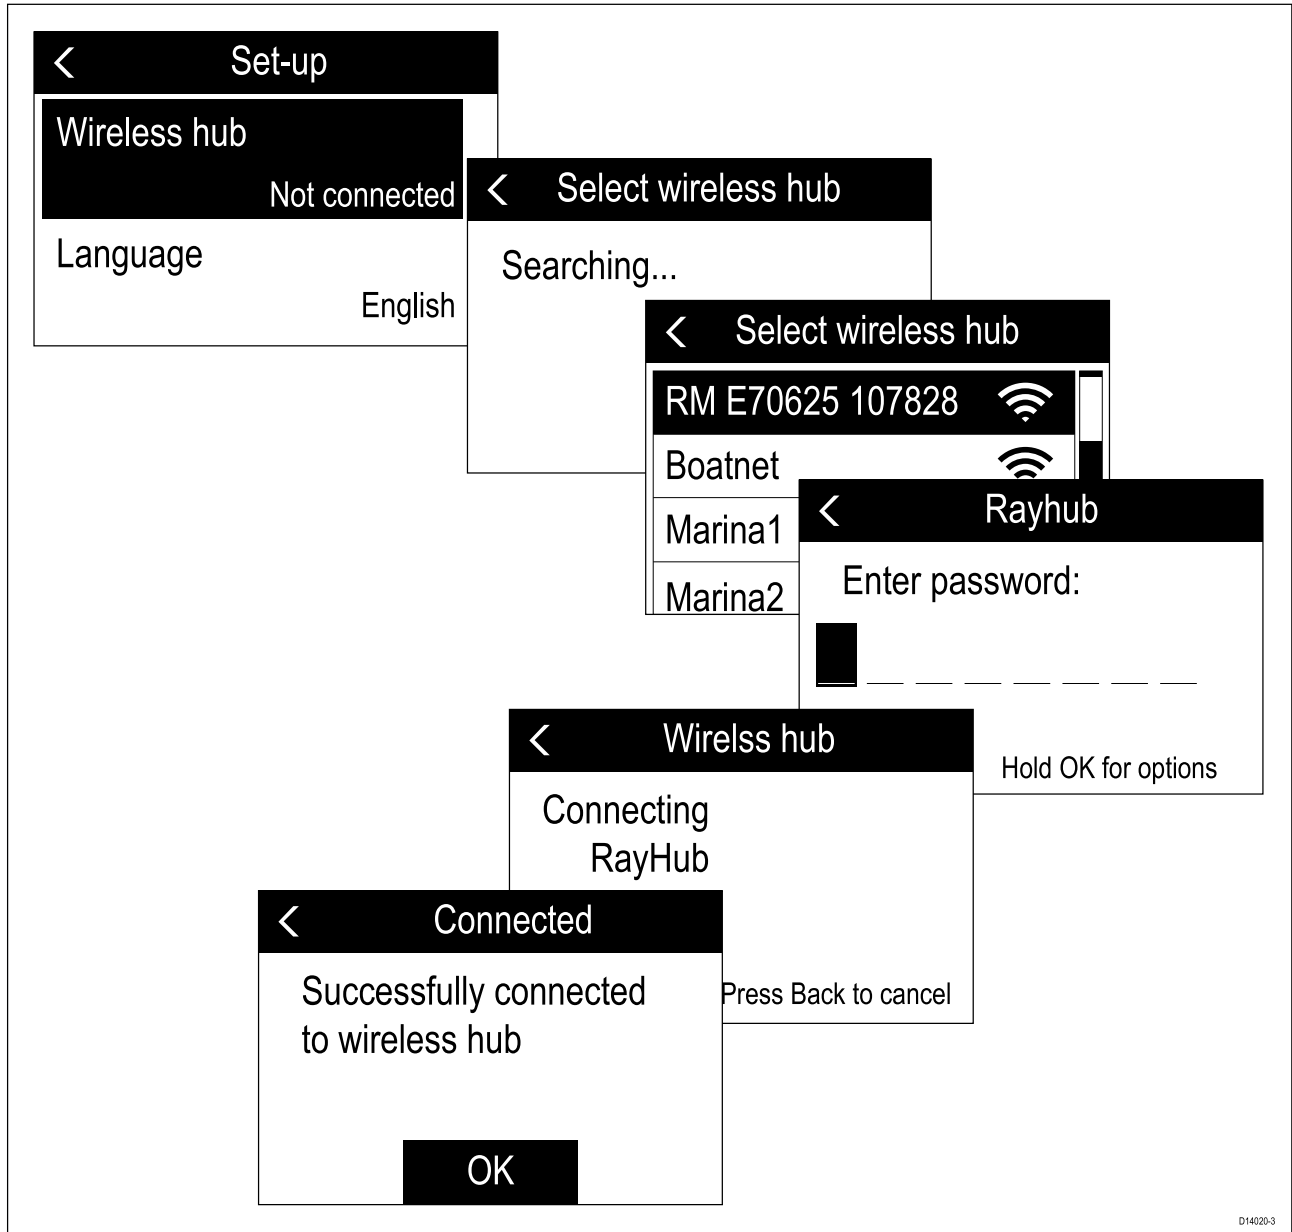 Set-up
Wireless hub
Not connected
Language
English
Select wireless hub
Searching...
Select wireless hub
RM E70625 107828
Boatnet
Marina1
Marina2
Rayhub
Enter password:
Hold OK for options
Wirelss hub
Connecting
RayHub
Press Back to cancel
Connected
Successfully connected
to wireless hub
OK
D14020-3